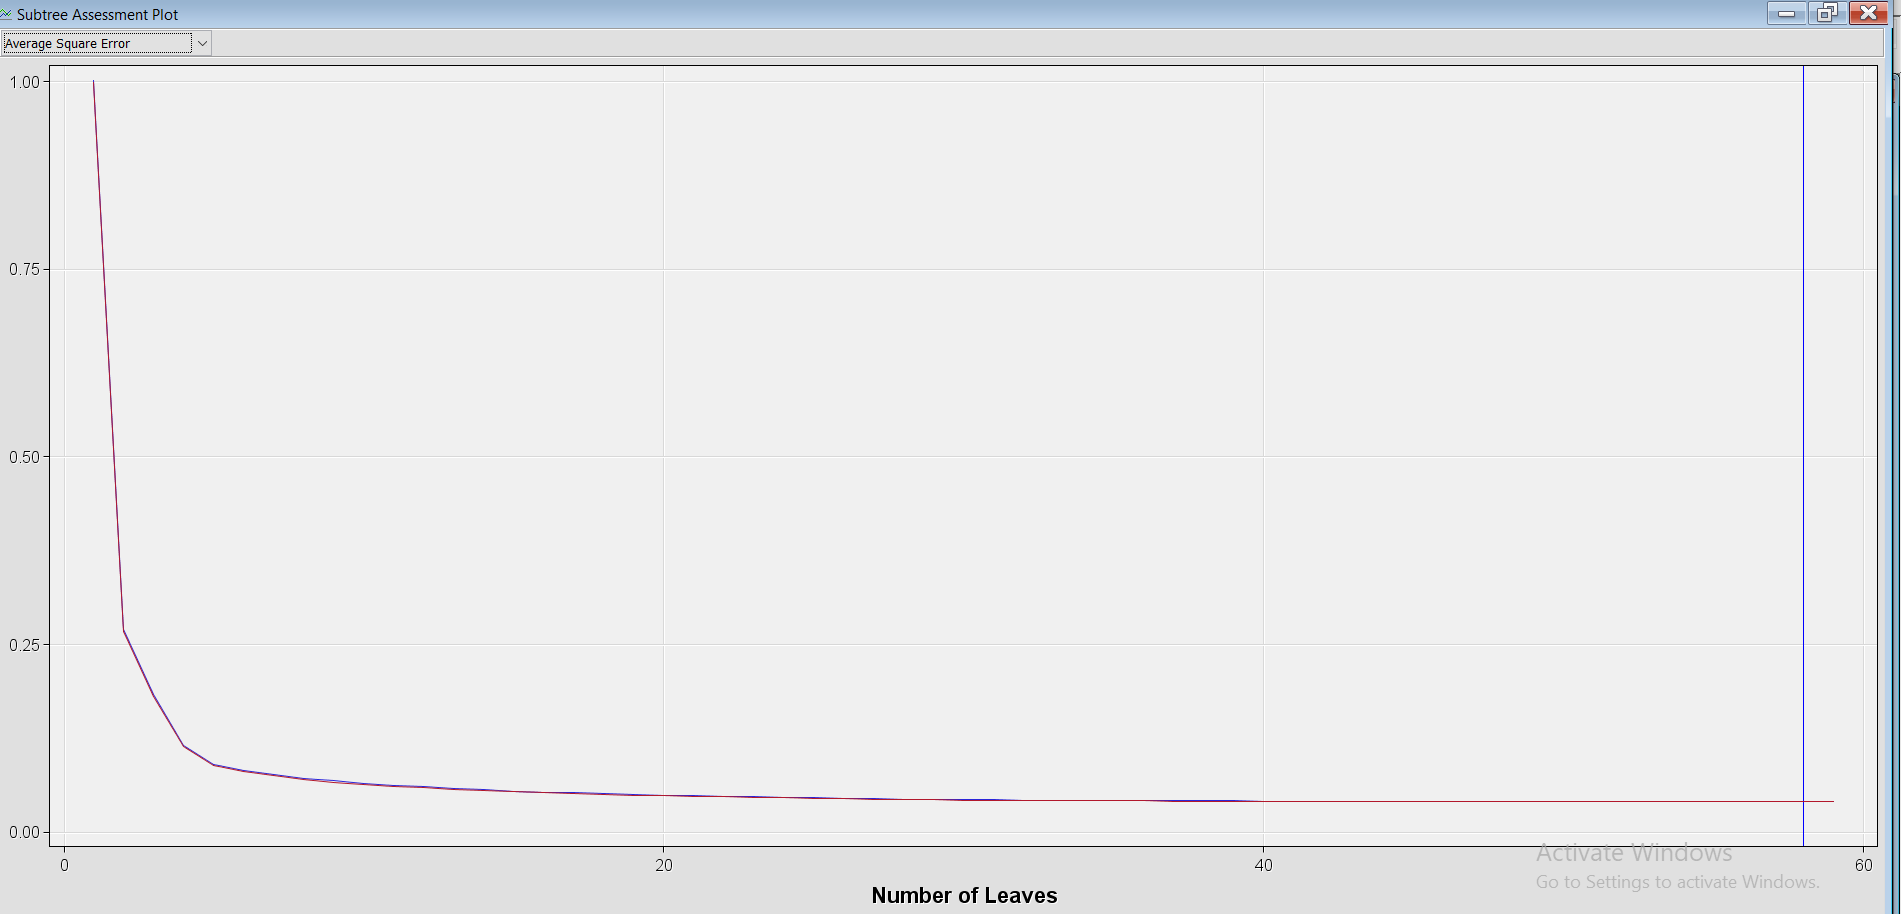 Subtree Assessment Plot
Average Square Error
1.00
0.75
0.50
0.25
0.00
0 20 40 60
Number of Leaves
Activate Windows
Go to Settings to activate Windows.